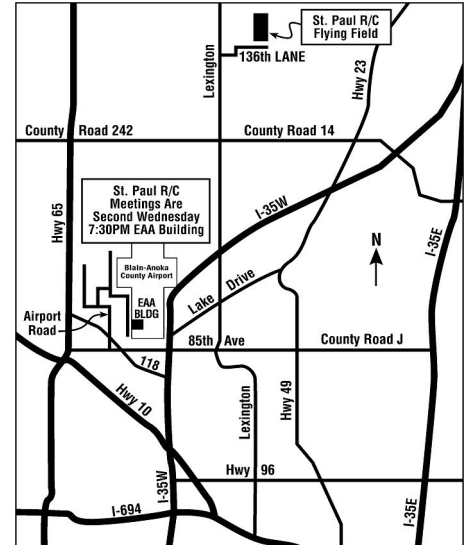 St. Paul R/C
Flying Field
136th LANE
Lexington
Hwy 23
County Road 242
County Road 14
St. Paul R/C
Meetings Are
Second Wednesday
7:30PM EAA Building
I-35W
Hwy 65
I-35E
N
Blain-Anoka
County Airport
EAA
BLDG
Lake Drive
Airport
Road
85th Ave
County Road J
118
Hwy 10
Lexington
Hwy 49
Hwy 96
I-35W
I-35E
I-694